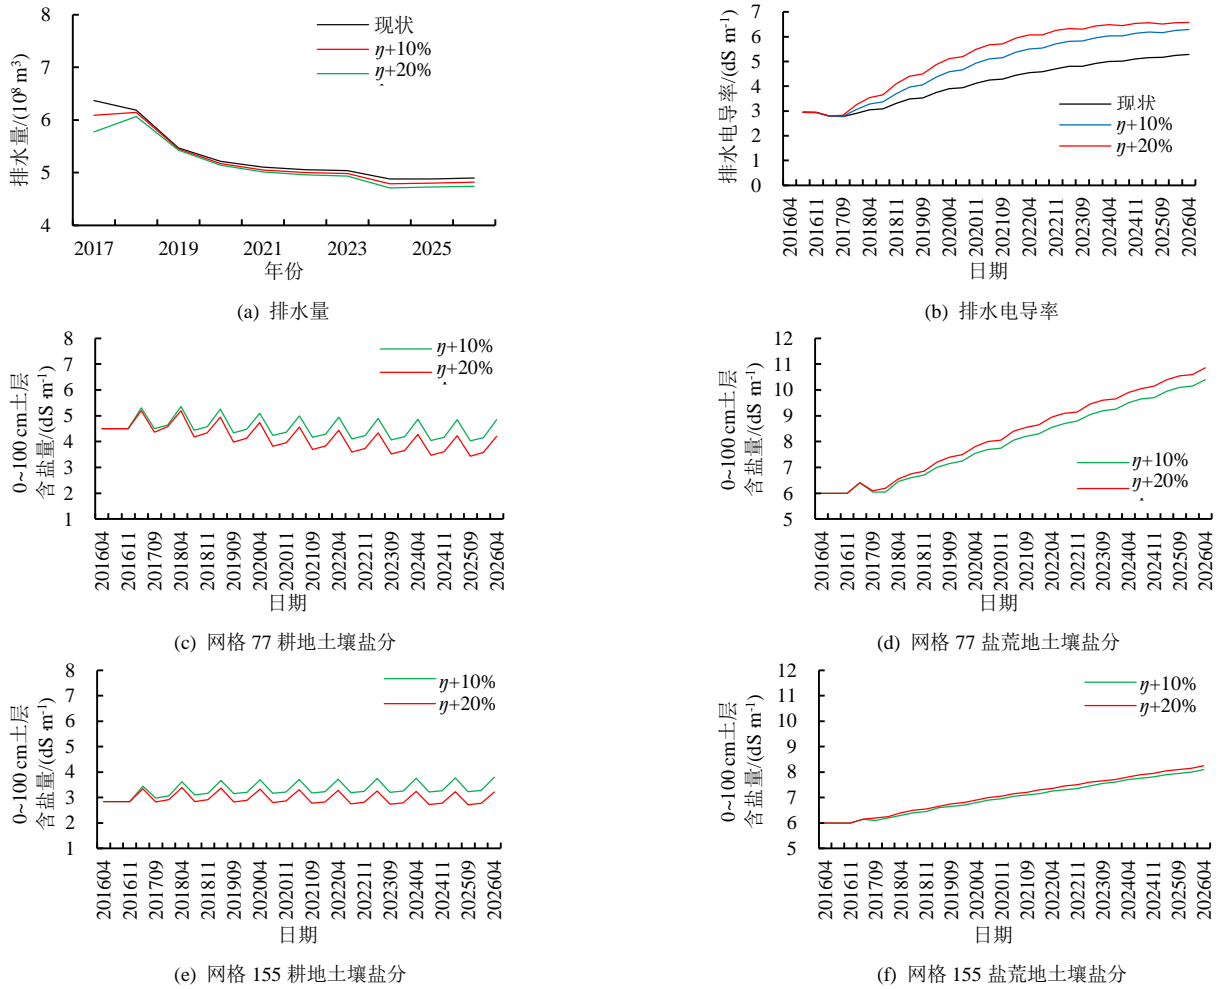 8
7
6
5
4
排水量/(10⁸ m³)
现状
η+10%
η+20%
2017 2019 2021 2023 2025
年份
(a) 排水量
7
6
5
4
3
2
1
0
排水电导率/(dS·m⁻¹)
现状
η+10%
η+20%
201604 201611 201709 201804 201811 201909 202004 202011 202109 202204 202211 202309 202404 202411 202509 202604
日期
(b) 排水电导率
8
7
6
5
4
3
2
1
0~100 cm土层
含盐量/(dS·m⁻¹)
η+10%
η+20%
201604 201611 201709 201804 201811 201909 202004 202011 202109 202204 202211 202309 202404 202411 202509 202604
日期
(c) 网格 77 耕地土壤盐分
12
11
10
9
8
7
6
5
0~100 cm土层
含盐量/(dS·m⁻¹)
η+10%
η+20%
201604 201611 201709 201804 201811 201909 202004 202011 202109 202204 202211 202309 202404 202411 202509 202604
日期
(d) 网格 77 盐荒地土壤盐分
8
7
6
5
4
3
2
1
0~100 cm土层
含盐量/(dS·m⁻¹)
η+10%
η+20%
201604 201611 201709 201804 201811 201909 202004 202011 202109 202204 202211 202309 202404 202411 202509 202604
日期
(e) 网格 155 耕地土壤盐分
12
11
10
9
8
7
6
5
0~100 cm土层
含盐量/(dS·m⁻¹)
η+10%
η+20%
201604 201611 201709 201804 201811 201909 202004 202011 202109 202204 202211 202309 202404 202411 202509 202604
日期
(f) 网格 155 盐荒地土壤盐分